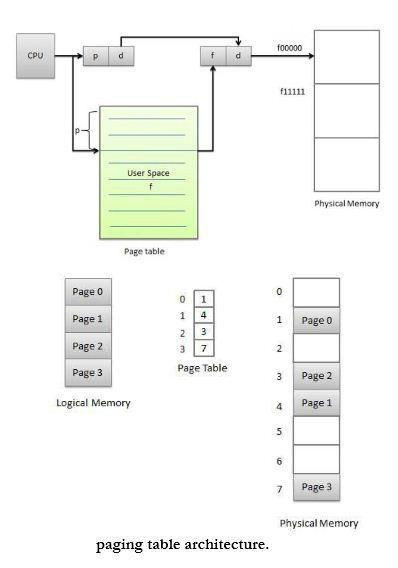 CPU
p d
f d
f00000
f11111
p
User Space
f
Physical Memory
Page table
Page 0
Page 1
Page 2
Page 3
Logical Memory
0 1
1 4
2 3
3 7
Page Table
0
1 Page 0
2
3 Page 2
4 Page 1
5
6
7 Page 3
Physical Memory
paging table architecture.